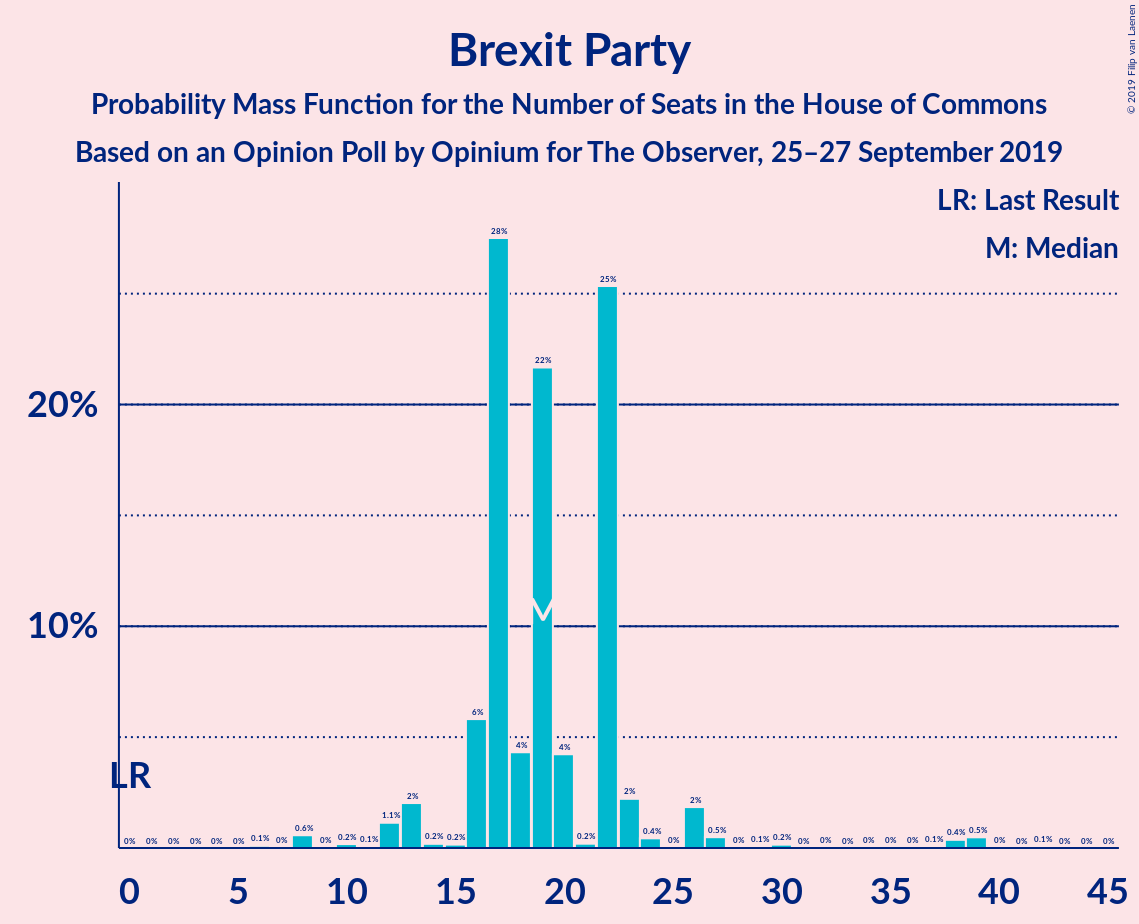 Brexit Party
Probability Mass Function for the Number of Seats in the House of Commons
Based on an Opinion Poll by Opinium for The Observer, 25–27 September 2019
© 2019 Filip van Laenen
LR: Last Result
M: Median
28%
25%
22%
20%
10%
6%
4%
4%
LR
2%
2%
2%
1.1%
0.6%
0% 0% 0% 0% 0% 0% 0.1% 0% 0% 0.2% 0.1% 0.2% 0.2% 0.2% 0.4% 0% 0.5% 0% 0.1% 0.2% 0% 0% 0% 0% 0% 0% 0.1% 0.4% 0.5% 0% 0% 0.1% 0% 0% 0%
M
0 5 10 15 20 25 30 35 40 45